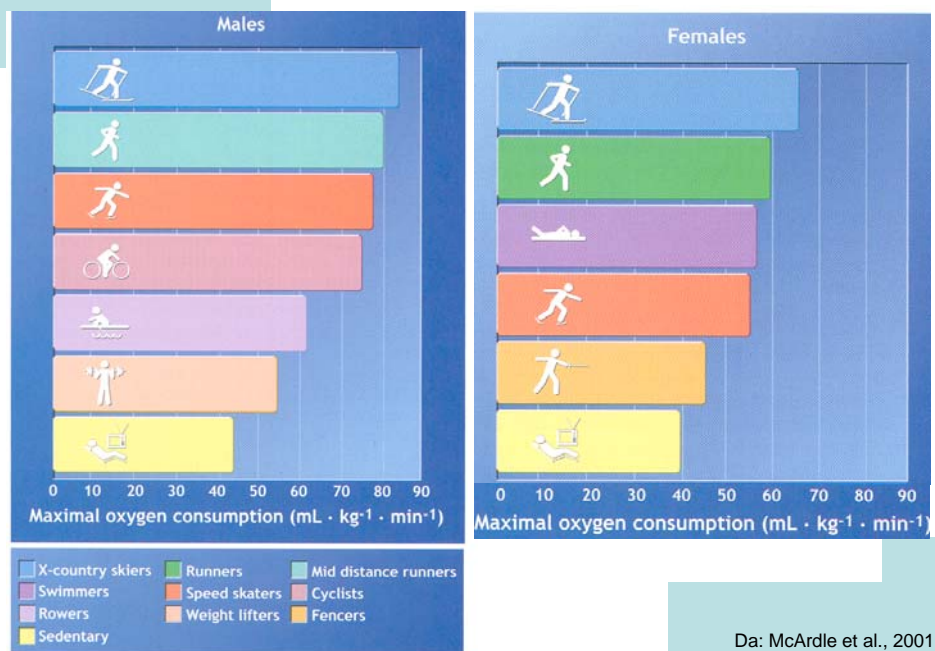 Males
0 10 20 30 40 50 60 70 80 90
Maximal oxygen consumption (mL · kg-1 · min-1)
Females
0 10 20 30 40 50 60 70 80 90
Maximal oxygen consumption (mL · kg-1 · min-1)
X-country skiers Runners Mid distance runners
Swimmers Speed skaters Cyclists
Rowers Weight lifters Fencers
Sedentary
Da: McArdle et al., 2001